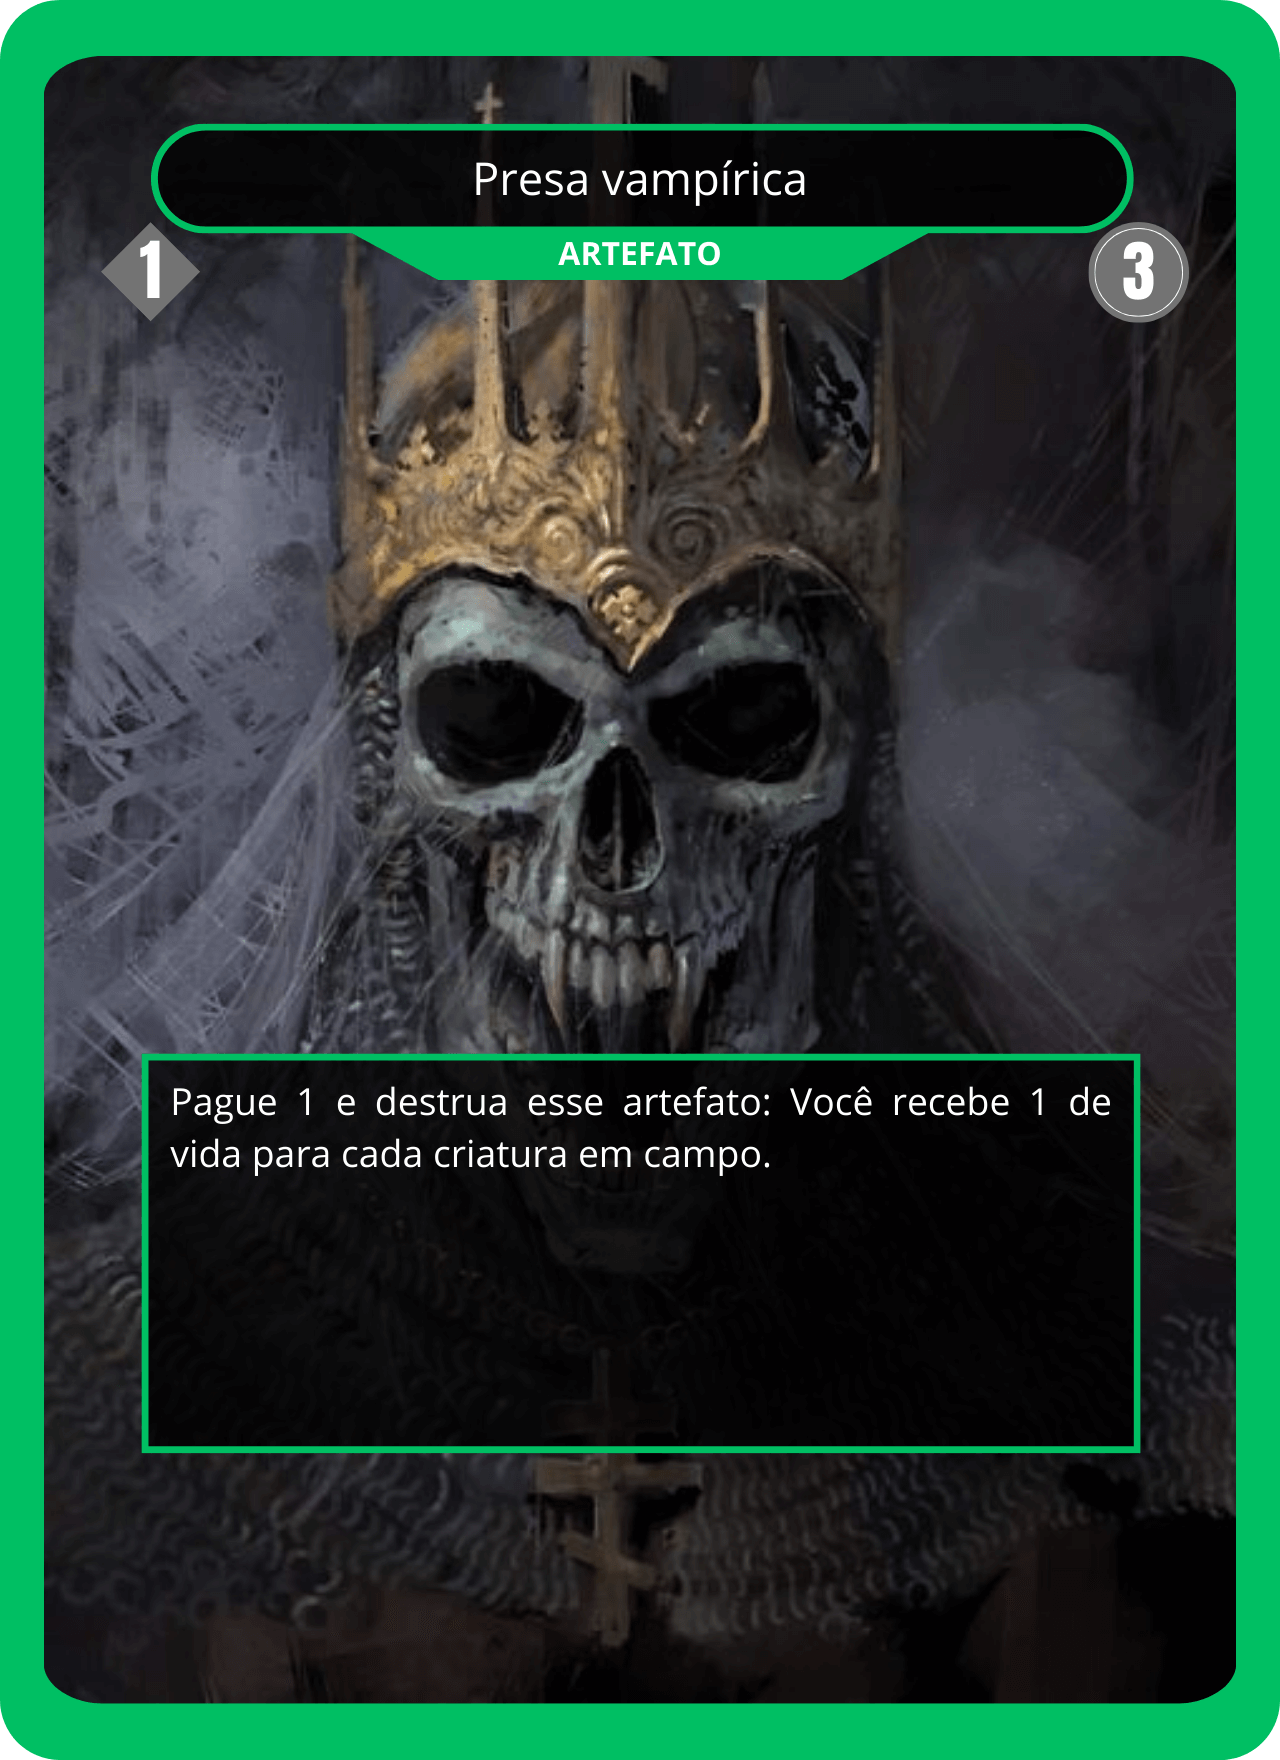 Presa vampírica
ARTEFATO
1
3
Pague 1 e destrua esse artefato: Você recebe 1 de
vida para cada criatura em campo.